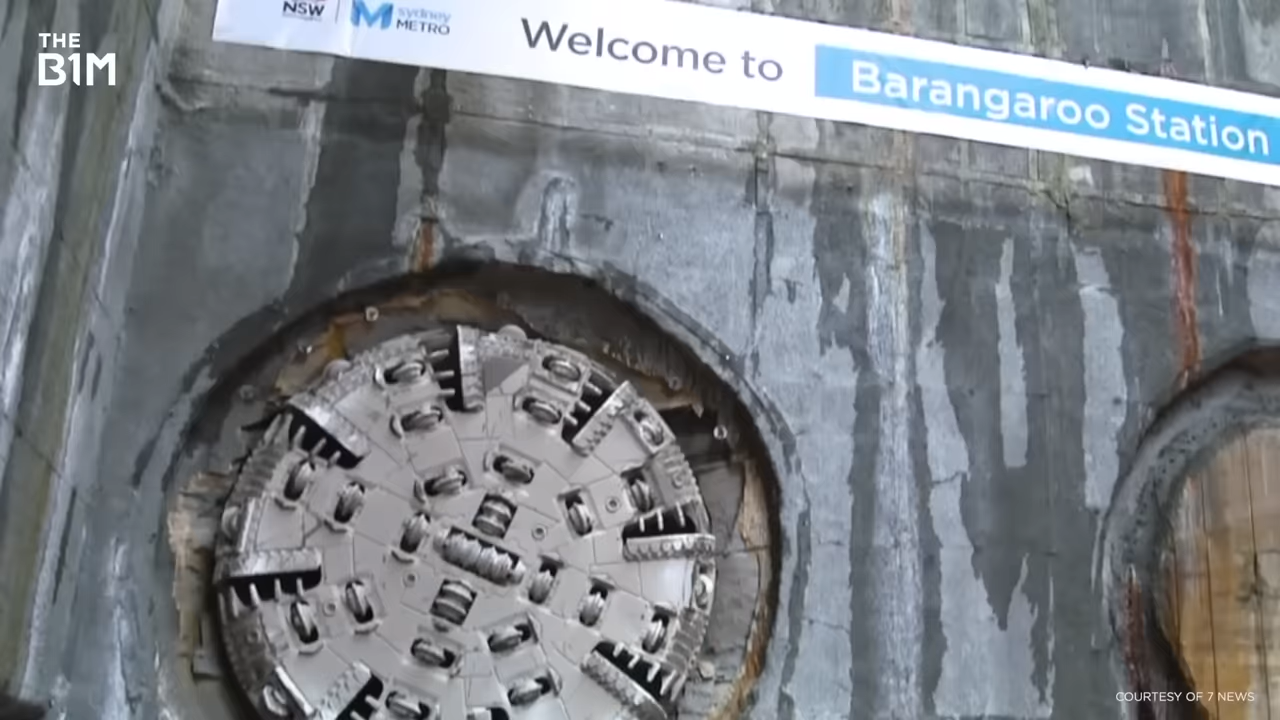 THE
B1M
NSW
sydney
METRO
Welcome to Barangaroo Station
COURTESY OF 7 NEWS